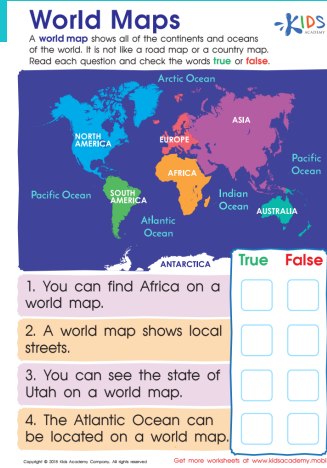 World Maps
KIDS
ACADEMY
A world map shows all of the continents and oceans
of the world. It is not like a road map or a country map.
Read each question and check the words true or false.
Arctic Ocean
ASIA
NORTH
AMERICA
EUROPE
Pacific
Ocean
AFRICA
Pacific Ocean
SOUTH
AMERICA
Indian
Ocean
AUSTRALIA
Atlantic
Ocean
ANTARCTICA
True False
1. You can find Africa on a
world map.
2. A world map shows local
streets.
3. You can see the state of
Utah on a world map.
4. The Atlantic Ocean can
be located on a world map.
Copyright © 2016 Kids Academy Company. All rights reserved
Get more worksheets at www.kidsacademy.mobi